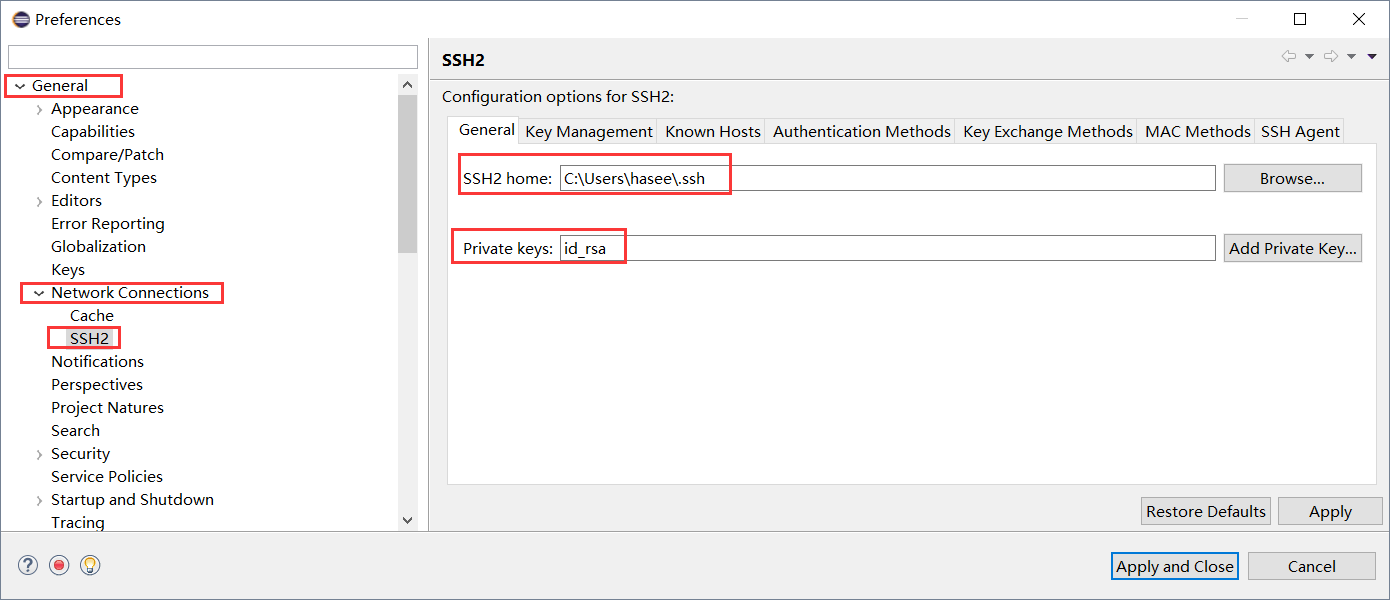 Preferences
General
Appearance
Capabilities
Compare/Patch
Content Types
Editors
Error Reporting
Globalization
Keys
Network Connections
Cache
SSH2
Notifications
Perspectives
Project Natures
Search
Security
Service Policies
Startup and Shutdown
Tracing
SSH2
Configuration options for SSH2:
General Key Management Known Hosts Authentication Methods Key Exchange Methods MAC Methods SSH Agent
SSH2 home: C:\Users\hasee\.ssh Browse...
Private keys: id_rsa Add Private Key...
Restore Defaults Apply
? Apply and Close Cancel